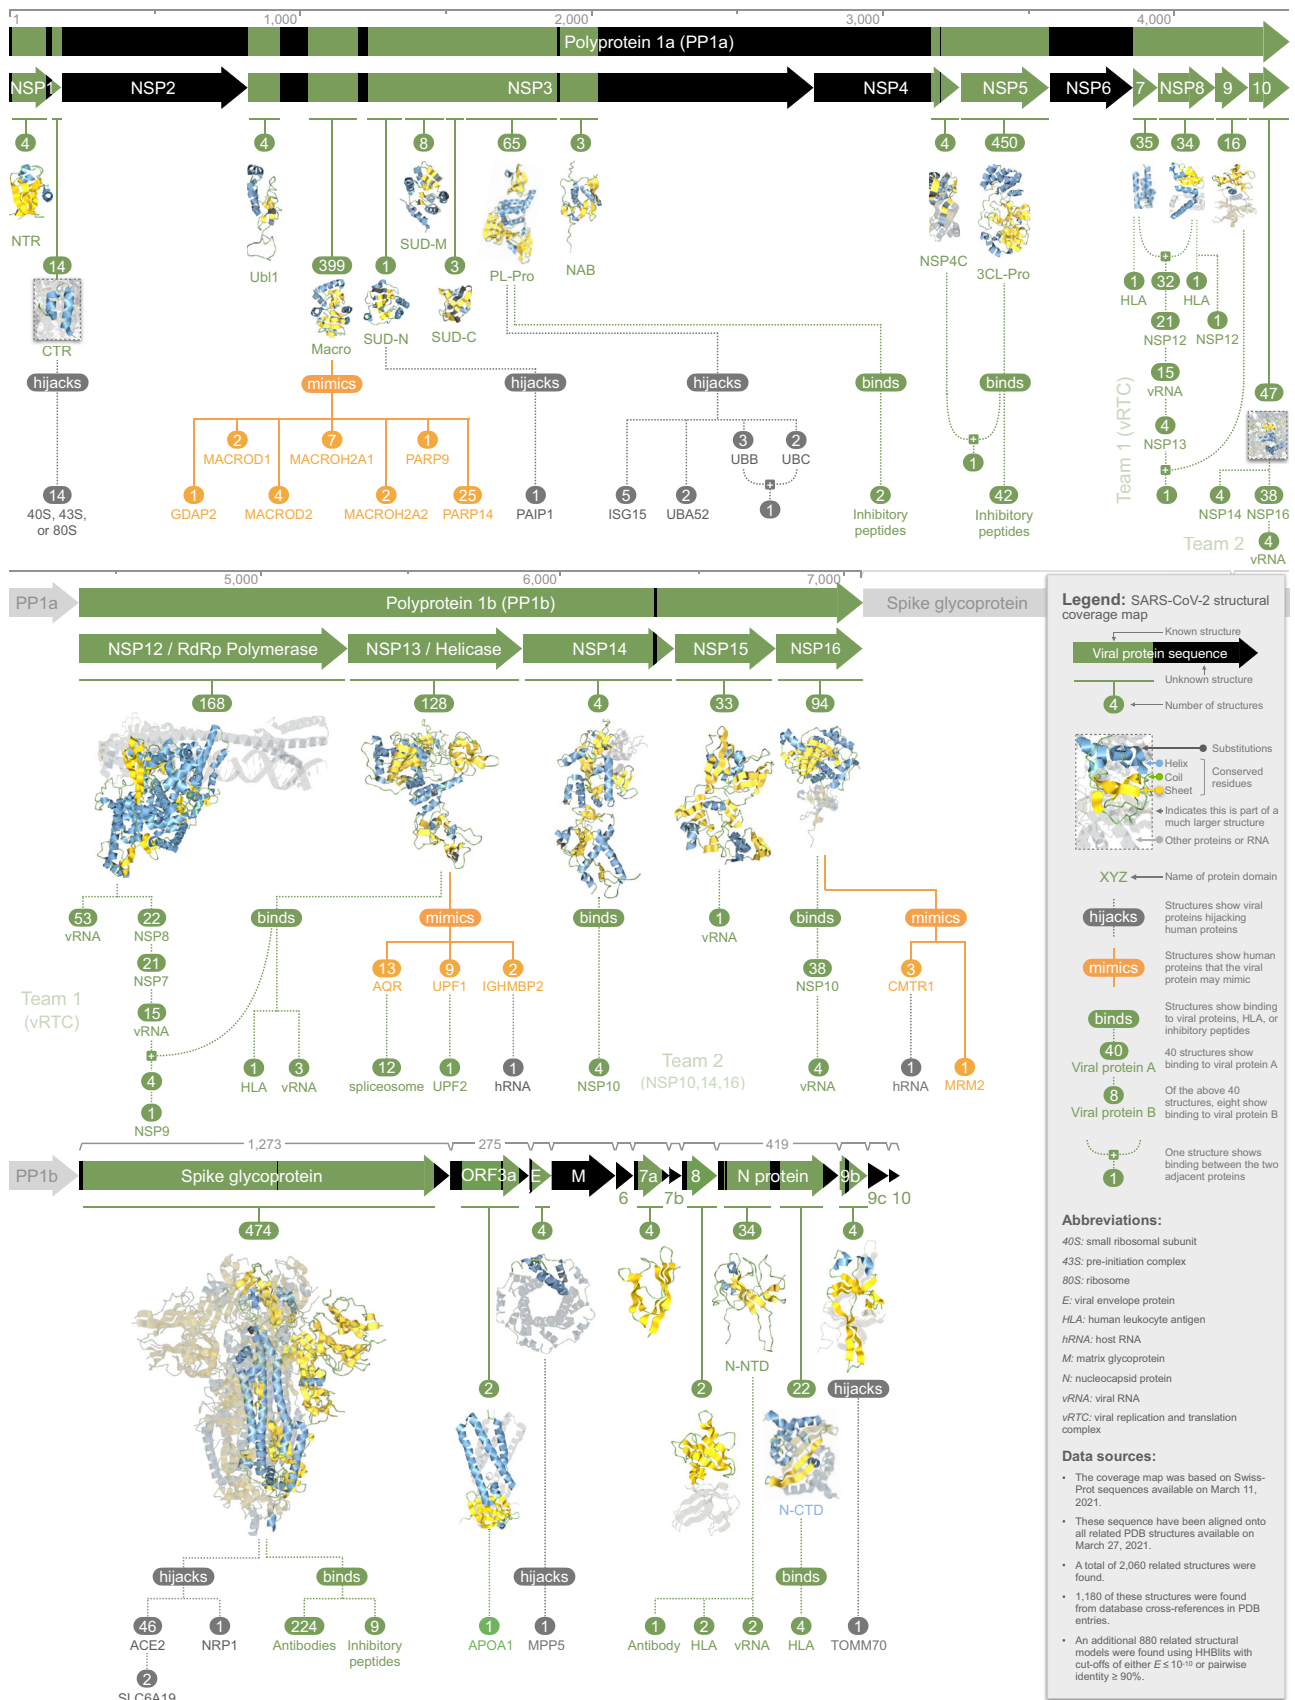 1
1,000
2,000
3,000
4,000
Polyprotein 1a (PP1a)
NSP1
NSP2
NSP3
NSP4
NSP5
NSP6
7
NSP8
9
10
4
4
8
65
3
4
450
35
34
16
NTR
SUD-M
14
Ubl1
399
1
3
PL-Pro
NAB
NSP4C
3CL-Pro
1
32
1
HLA
HLA
CTR
Macro
SUD-N
SUD-C
21
1
NSP12
NSP12
hijacks
mimics
hijacks
hijacks
binds
binds
15
vRNA
47
2
7
1
3
2
4
MACROD1
MACROH2A1
PARP9
UBB
UBC
NSP13
1
Team 1 (vRTC)
14
1
4
2
25
1
5
2
1
2
42
1
4
38
40S, 43S,
or 80S
GDAP2
MACROD2
MACROH2A2
PARP14
PAIP1
ISG15
UBA52
Inhibitory
peptides
Inhibitory
peptides
NSP14
NSP16
Team 2
4
vRNA
5,000
6,000
7,000
PP1a
Polyprotein 1b (PP1b)
Spike glycoprotein
NSP12 / RdRp Polymerase
NSP13 / Helicase
NSP14
NSP15
NSP16
168
128
4
33
94
53
22
binds
mimics
binds
1
binds
mimics
vRNA
NSP8
vRNA
21
13
9
2
38
3
NSP7
AQR
UPF1
IGHMBP2
NSP10
CMTR1
Team 1
(vRTC)
15
vRNA
4
1
3
12
1
1
4
4
1
1
HLA
vRNA
spliceosome
UPF2
hRNA
NSP10
Team 2
(NSP10,14,16)
vRNA
hRNA
MRM2
1
NSP9
1,273
275
419
PP1b
Spike glycoprotein
ORF3a
E
M
6
7a
7b
8
N protein
9b
9c
10
474
4
4
34
4
N-NTD
2
2
22
hijacks
N-CTD
hijacks
binds
hijacks
binds
46
1
224
9
1
1
1
2
2
4
1
ACE2
NRP1
Antibodies
Inhibitory
peptides
APOA1
MPP5
Antibody
HLA
vRNA
HLA
TOMM70
2
SLC6A19
Legend: SARS-CoV-2 structural
coverage map
Known structure
Viral protein sequence
Unknown structure
4
Number of structures
Substitutions
Helix
Coil
Sheet
Conserved
residues
Indicates this is part of a
much larger structure
Other proteins or RNA
XYZ
Name of protein domain
hijacks
Structures show viral
proteins hijacking
human proteins
mimics
Structures show human
proteins that the viral
protein may mimic
binds
Structures show binding
to viral proteins, HLA, or
inhibitory peptides
40
Viral protein A
40 structures show
binding to viral protein A
8
Viral protein B
Of the above 40
structures, eight show
binding to viral protein B
1
One structure shows
binding between the two
adjacent proteins
Abbreviations:
40S: small ribosomal subunit
43S: pre-initiation complex
80S: ribosome
E: viral envelope protein
HLA: human leukocyte antigen
hRNA: host RNA
M: matrix glycoprotein
N: nucleocapsid protein
vRNA: viral RNA
vRTC: viral replication and translation
complex
Data sources:
• The coverage map was based on Swiss-
Prot sequences available on March 11,
2021.
• These sequence have been aligned onto
all related PDB structures available on
March 27, 2021.
• A total of 2,060 related structures were
found.
• 1,180 of these structures were found
from database cross-references in PDB
entries.
• An additional 880 related structural
models were found using HHBlits with
cut-offs of either E ≤ 10⁻¹⁰ or pairwise
identity ≥ 90%.